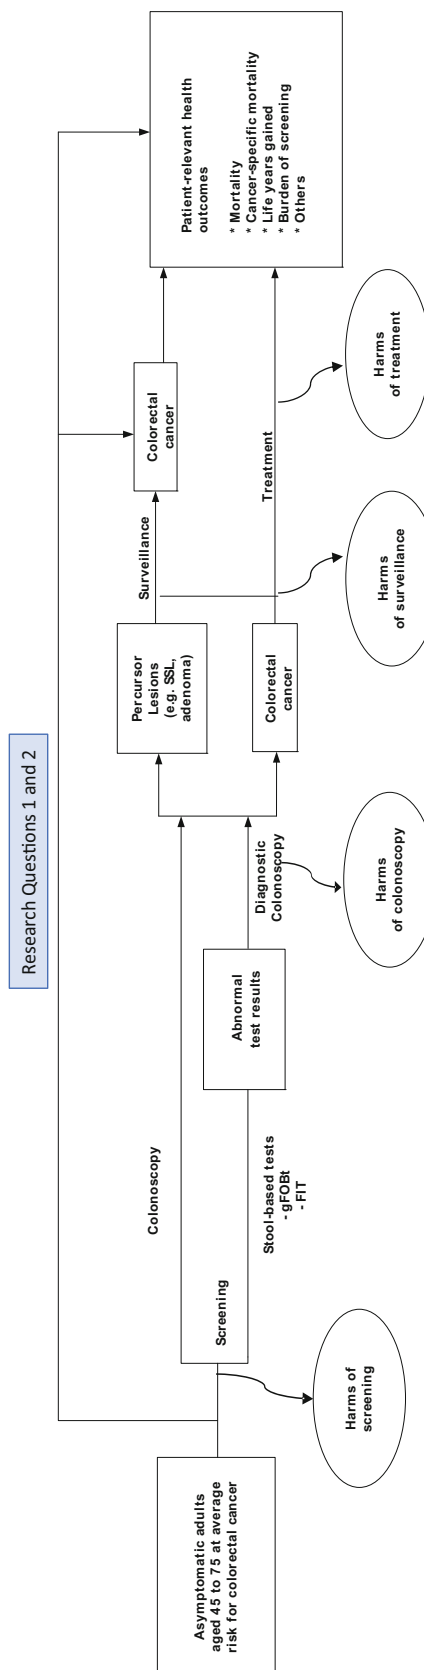 Research Questions 1 and 2
Asymptomatic adults
aged 45 to 75 at average
risk for colorectal cancer
Harms of
screening
Screening
Colonoscopy
Stool-based tests
- gFOBt
- FIT
Abnormal
test results
Diagnostic
Colonoscopy
Harms
of colonoscopy
Percursor
Lesions
(e.g. SSL,
adenoma)
Colorectal
cancer
Surveillance
Harms
of surveillance
Colorectal
cancer
Treatment
Harms
of treatment
Patient-relevant health
outcomes
* Mortality
* Cancer-specific mortality
* Life years gained
* Burden of screening
* Others